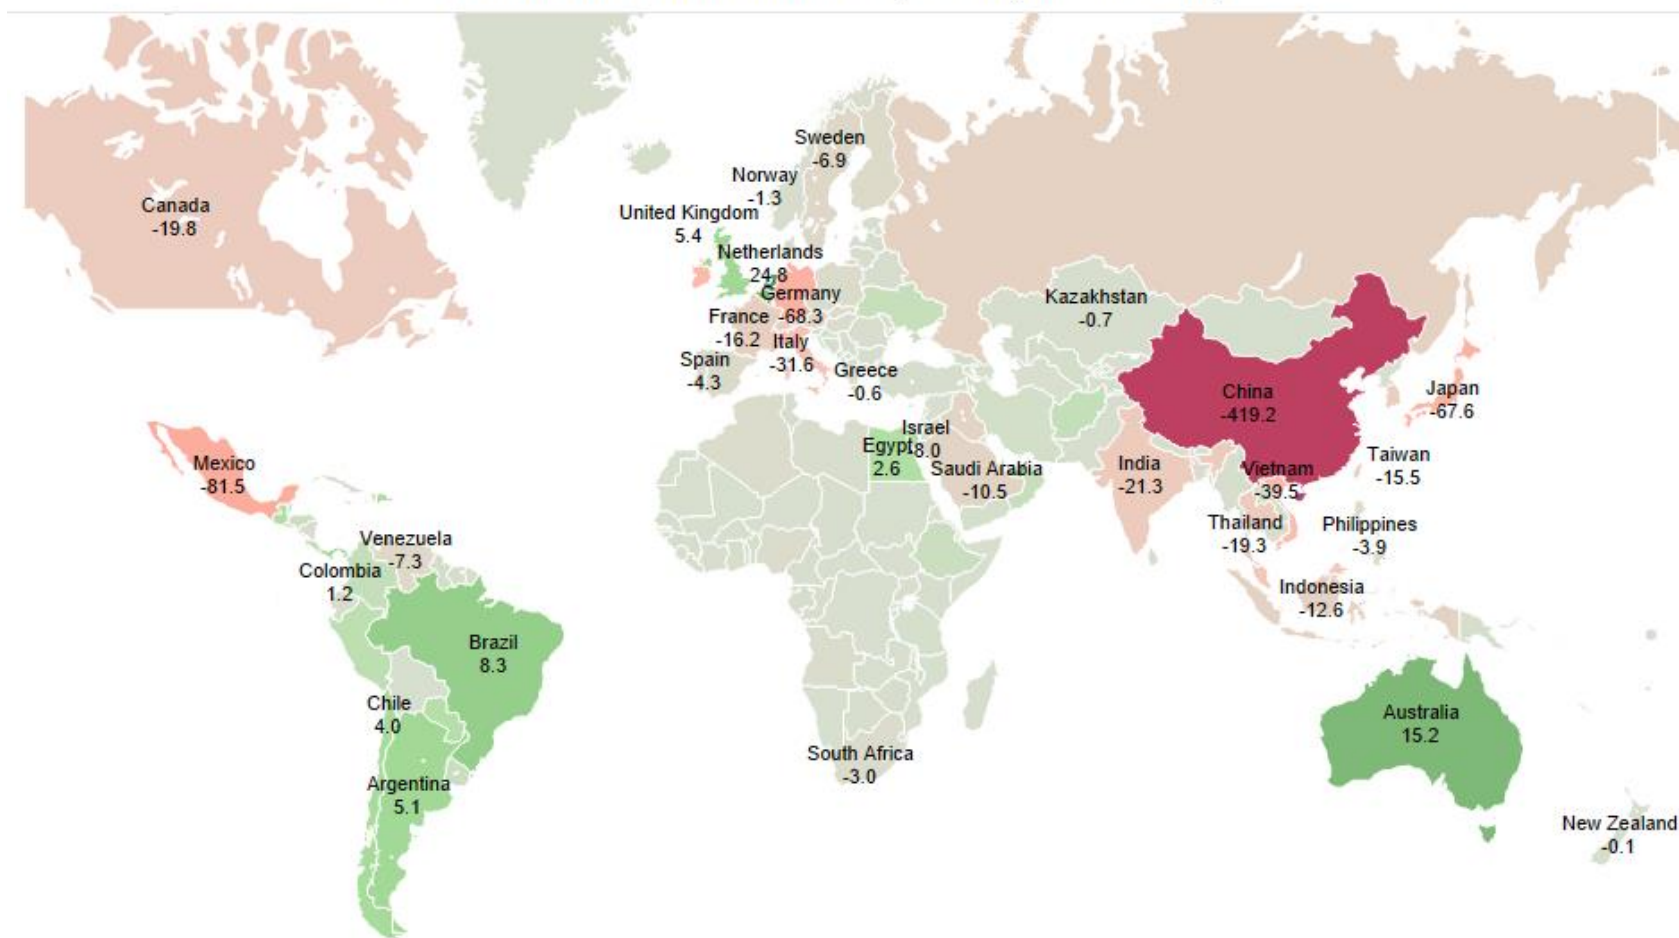 Sweden
-6.9
Norway
-1.3
Canada
-19.8
United Kingdom
5.4
Netherlands
24.8
Germany
-68.3
France
-16.2
Italy
-31.6
Spain
-4.3
Greece
-0.6
Kazakhstan
-0.7
China
-419.2
Japan
-67.6
Mexico
-81.5
Israel
-8.0
Egypt
2.6
Saudi Arabia
-10.5
India
-21.3
Vietnam
-39.5
Taiwan
-15.5
Thailand
-19.3
Philippines
-3.9
Venezuela
-7.3
Colombia
1.2
Indonesia
-12.6
Brazil
8.3
Chile
4.0
Australia
15.2
South Africa
-3.0
Argentina
5.1
New Zealand
-0.1